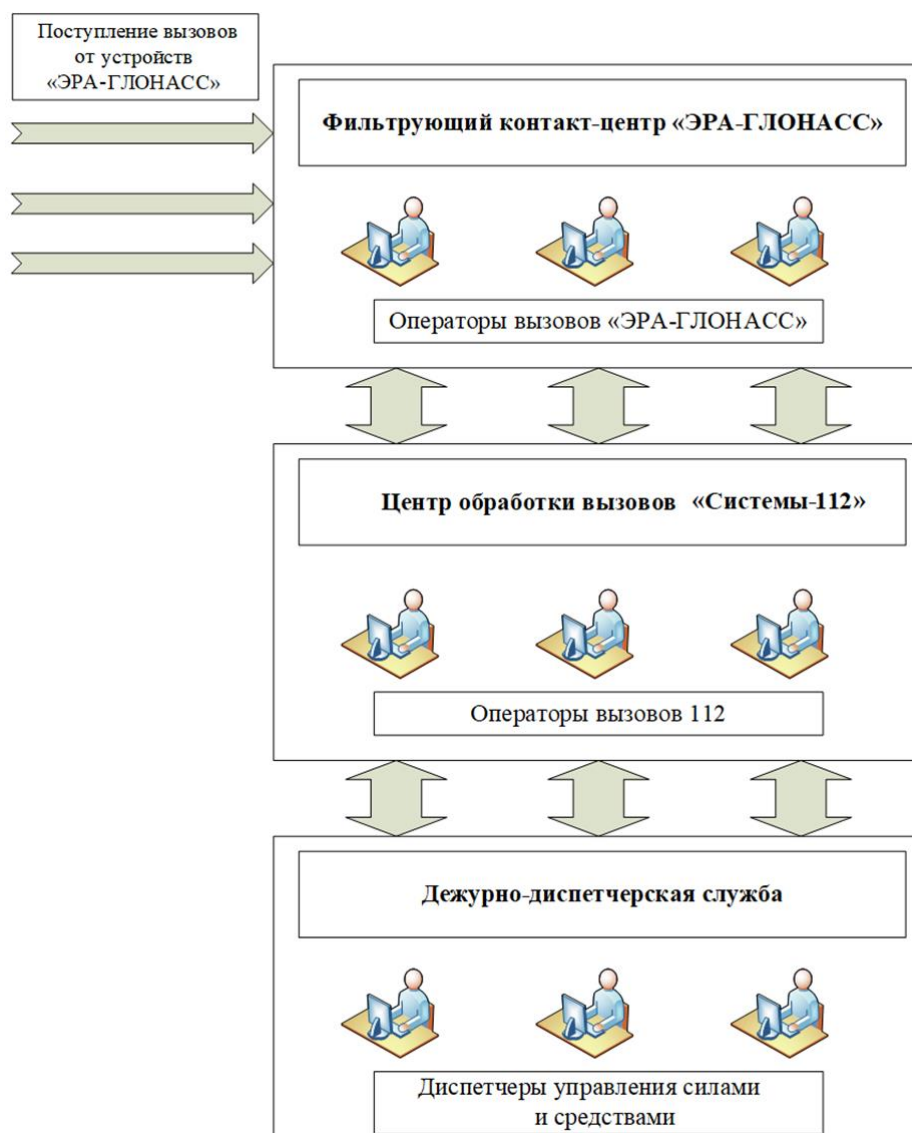 Поступление вызовов
от устройств
«ЭРА-ГЛОНАСС»
Фильтрующий контакт-центр «ЭРА-ГЛОНАСС»
Операторы вызовов «ЭРА-ГЛОНАСС»
Центр обработки вызовов «Системы-112»
Операторы вызовов 112
Дежурно-диспетчерская служба
Диспетчеры управления силами
и средствами